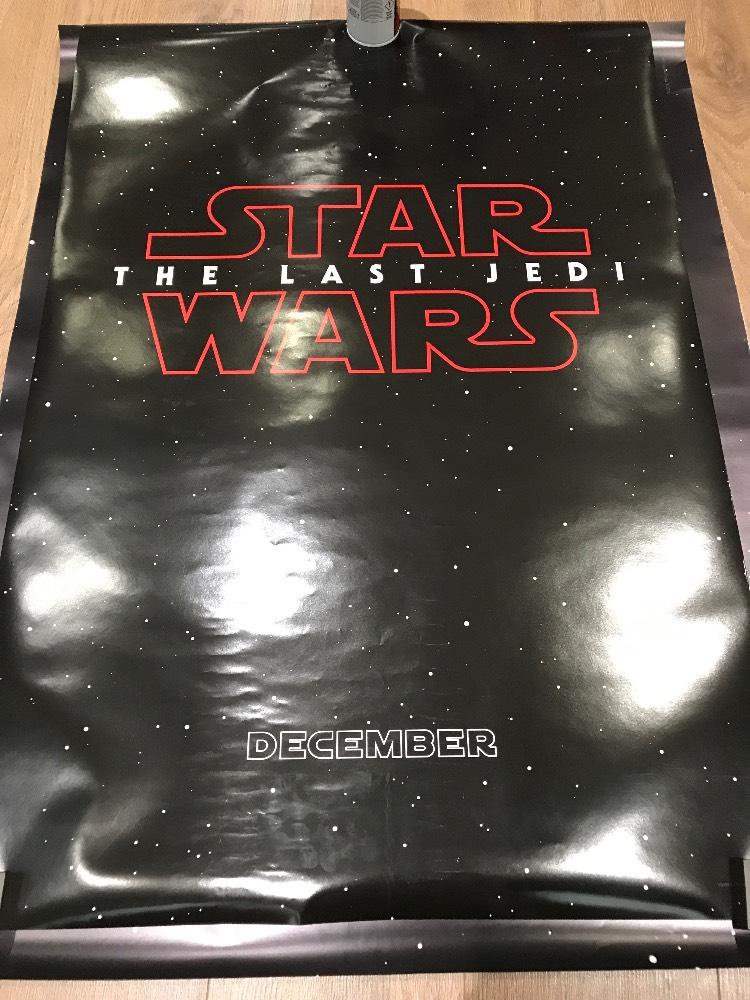 STAR
THE LAST JEDI
WARS
DECEMBER